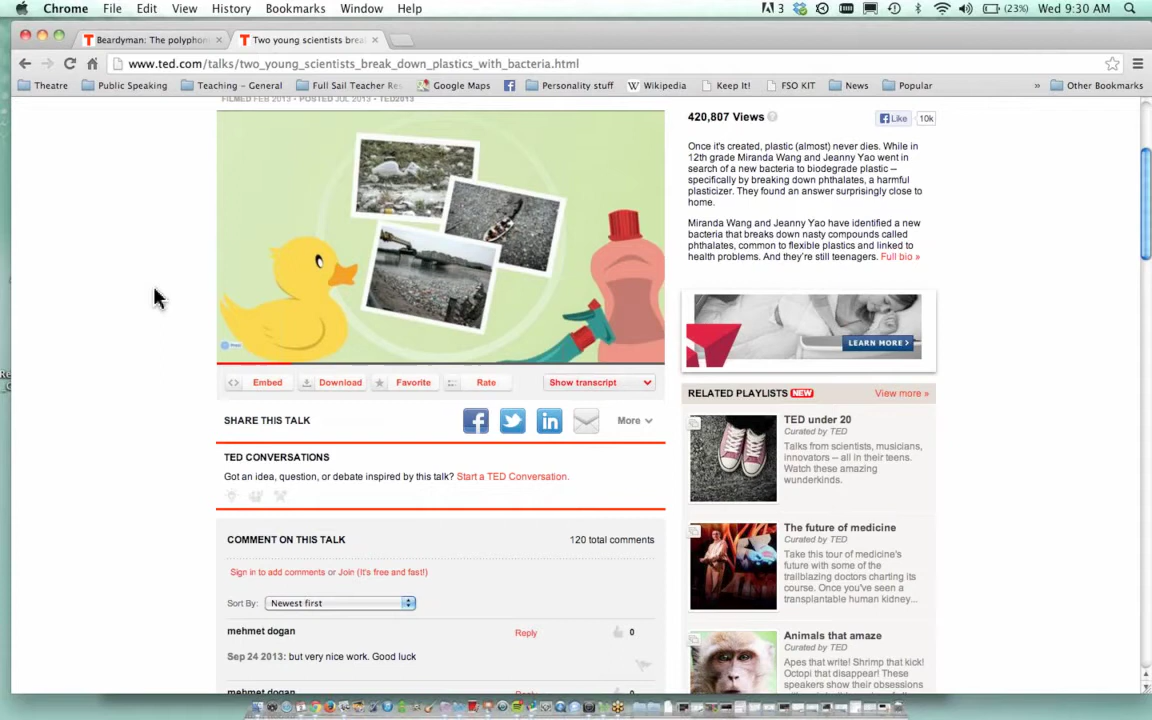 Chrome File Edit View History Bookmarks Window Help 3 (23%) Wed 9:30 AM
Beardyman: The polyphon × Two young scientists brea ×
www.ted.com/talks/two_young_scientists_break_down_plastics_with_bacteria.html
Theatre Public Speaking Teaching – General Full Sail Teacher Res Google Maps Personality stuff Wikipedia Keep It! FSO KIT News Popular » Other Bookmarks
FILMED FEB 2013 • POSTED JUL 2013 • TED2013
420,807 Views
Like 10k
Once it's created, plastic (almost) never dies. While in
12th grade Miranda Wang and Jeanny Yao went in
search of a new bacteria to biodegrade plastic --
specifically by breaking down phthalates, a harmful
plasticizer. They found an answer surprisingly close to
home.
Miranda Wang and Jeanny Yao have identified a new
bacteria that breaks down nasty compounds called
phthalates, common to flexible plastics and linked to
health problems. And they're still teenagers. Full bio »
LEARN MORE >
Embed Download Favorite Rate Show transcript
SHARE THIS TALK More
TED CONVERSATIONS
Got an idea, question, or debate inspired by this talk? Start a TED Conversation.
COMMENT ON THIS TALK 120 total comments
Sign in to add comments or Join (It's free and fast!)
Sort By: Newest first
mehmet dogan Reply 0
Sep 24 2013: but very nice work. Good luck
mehmet dogan Reply
RELATED PLAYLISTS NEW View more »
TED under 20
Curated by TED
Talks from scientists, musicians,
innovators -- all in their teens.
Watch these amazing
wunderkinds.
The future of medicine
Curated by TED
Take this tour of medicine's
future with some of the
trailblazing doctors charting its
course. Once you've seen a
transplantable human kidney...
Animals that amaze
Curated by TED
Apes that write! Shrimp that kick!
Octopi that disappear! These
speakers show their obsessions